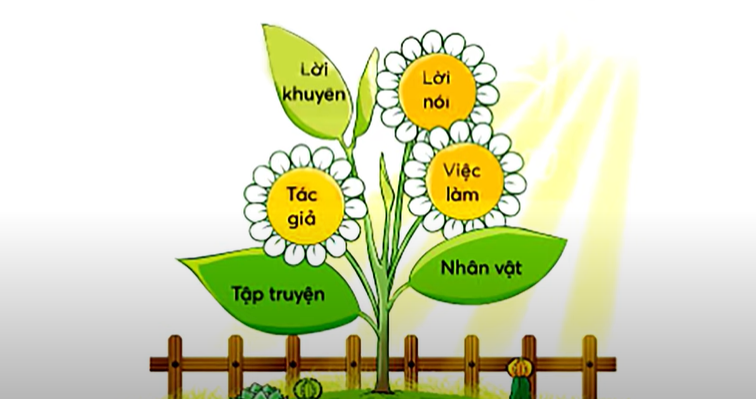 Lời
khuyên
Lời
nói
Việc
làm
Tác
giả
Nhân vật
Tập truyện